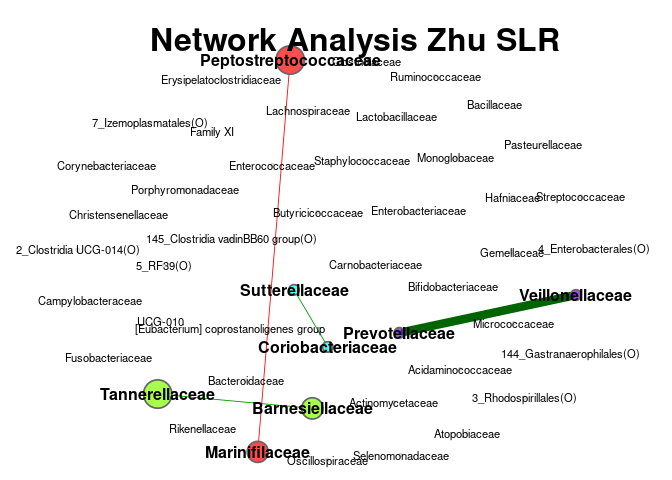 Network Analysis Zhu SLR
Peptostreptococcaceae
Erysipelatoclostridiaceae
Ruminococcaceae
Lachnospiraceae
Bacillaceae
Lactobacillaceae
7_Izemoplasmatales(O)
Family XI
Pasteurellaceae
Corynebacteriaceae
Enterococcaceae
Staphylococcaceae
Monoglobaceae
Porphyromonadaceae
Hafniaceae
Streptococcaceae
Christensenellaceae
Butyricicoccaceae
Enterobacteriaceae
145_Clostridia vadinBB60 group(O)
2_Clostridia UCG-014(O)
Gemellaceae
4_Enterobacterales(O)
5_RF39(O)
Carnobacteriaceae
Sutterellaceae
Bifidobacteriaceae
Veillonellaceae
Campylobacteraceae
UCG-010
[Eubacterium] coprostanoligenes group
Prevotellaceae
Micrococcaceae
Coriobacteriaceae
144_Gastranaerophilales(O)
Fusobacteriaceae
Acidaminococcaceae
Bacteroidaceae
Tannerellaceae
Barnesiellaceae
Actinomycetaceae
3_Rhodospirillales(O)
Rikenellaceae
Atopobiaceae
Marinifilaceae
Oscillospiraceae
Selenomonadaceae